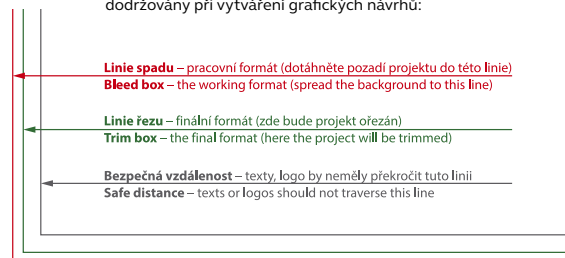 dodržovány při vytváření grafických návrhů:
Linie spadu – pracovní formát (dotáhněte pozadí projektu do této linie)
Bleed box – the working format (spread the background to this line)
Linie řezu – finální formát (zde bude projekt ořezán)
Trim box – the final format (here the project will be trimmed)
Bezpečná vzdálenost – texty, logo by neměly překročit tuto linii
Safe distance – texts or logos should not traverse this line